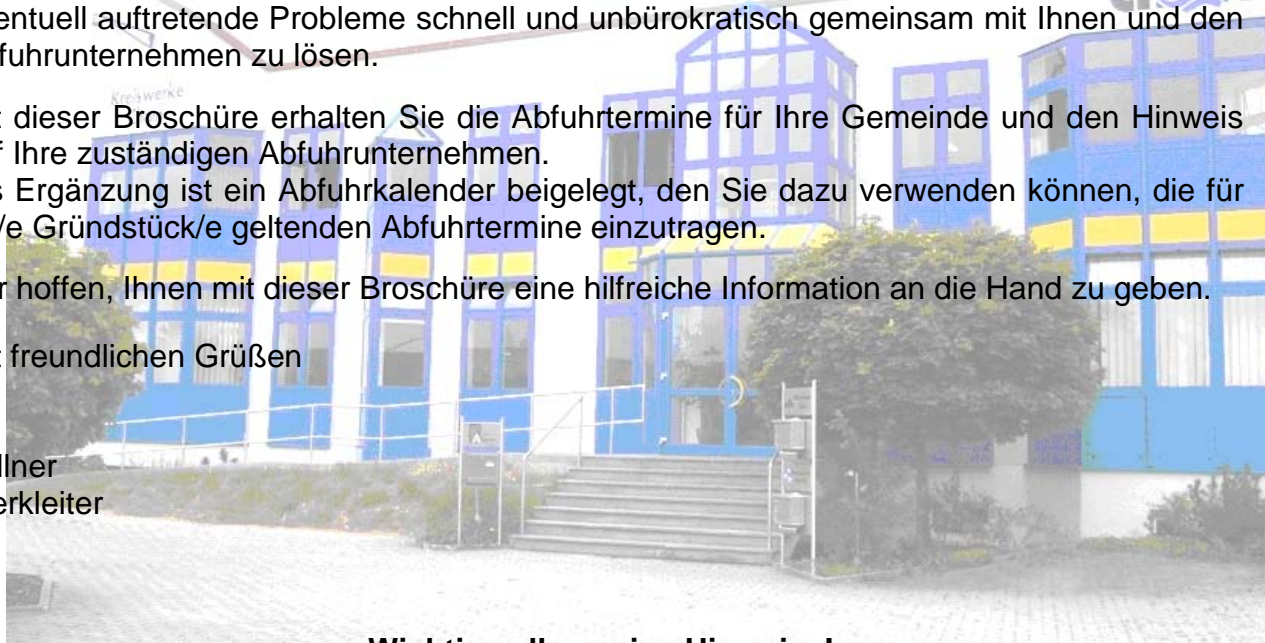 entuell auftretende Probleme schnell und unbürokratisch gemeinsam mit Ihnen und den
fuhrunternehmen zu lösen.
Kreiswerke
dieser Broschüre erhalten Sie die Abfuhrtermine für Ihre Gemeinde und den Hinweis
f Ihre zuständigen Abfuhrunternehmen.
s Ergänzung ist ein Abfuhrkalender beigelegt, den Sie dazu verwenden können, die für
/e Gründstück/e geltenden Abfuhrtermine einzutragen.
r hoffen, Ihnen mit dieser Broschüre eine hilfreiche Information an die Hand zu geben.
t freundlichen Grüßen
llner
erkleiter